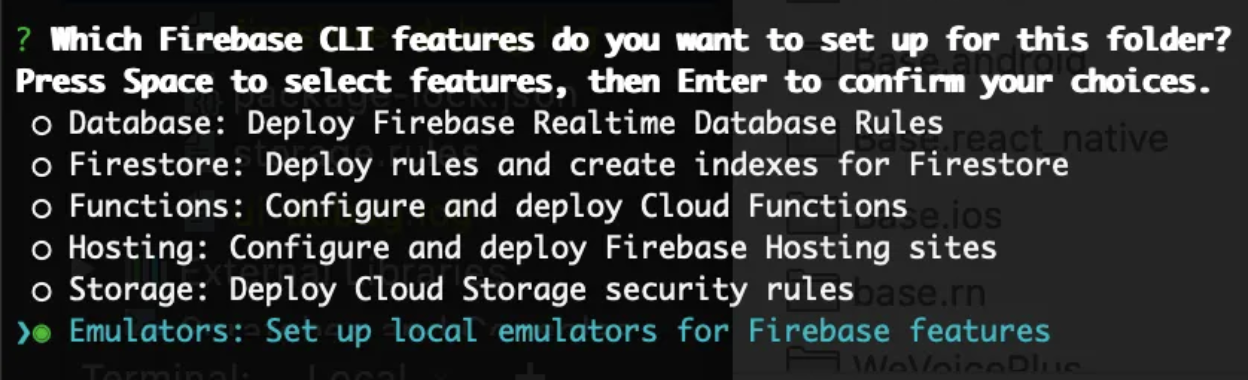 ? Which Firebase CLI features do you want to set up for this folder?
Press Space to select features, then Enter to confirm your choices.
○ Database: Deploy Firebase Realtime Database Rules
○ Firestore: Deploy rules and create indexes for Firestore
○ Functions: Configure and deploy Cloud Functions
○ Hosting: Configure and deploy Firebase Hosting sites
○ Storage: Deploy Cloud Storage security rules
❯◉ Emulators: Set up local emulators for Firebase features
package-lock.json
storage.rules
External Libraries
Terminal: Local +
Base.android
Base.react_native
Base.ios
base.rn
WeVoicePlus